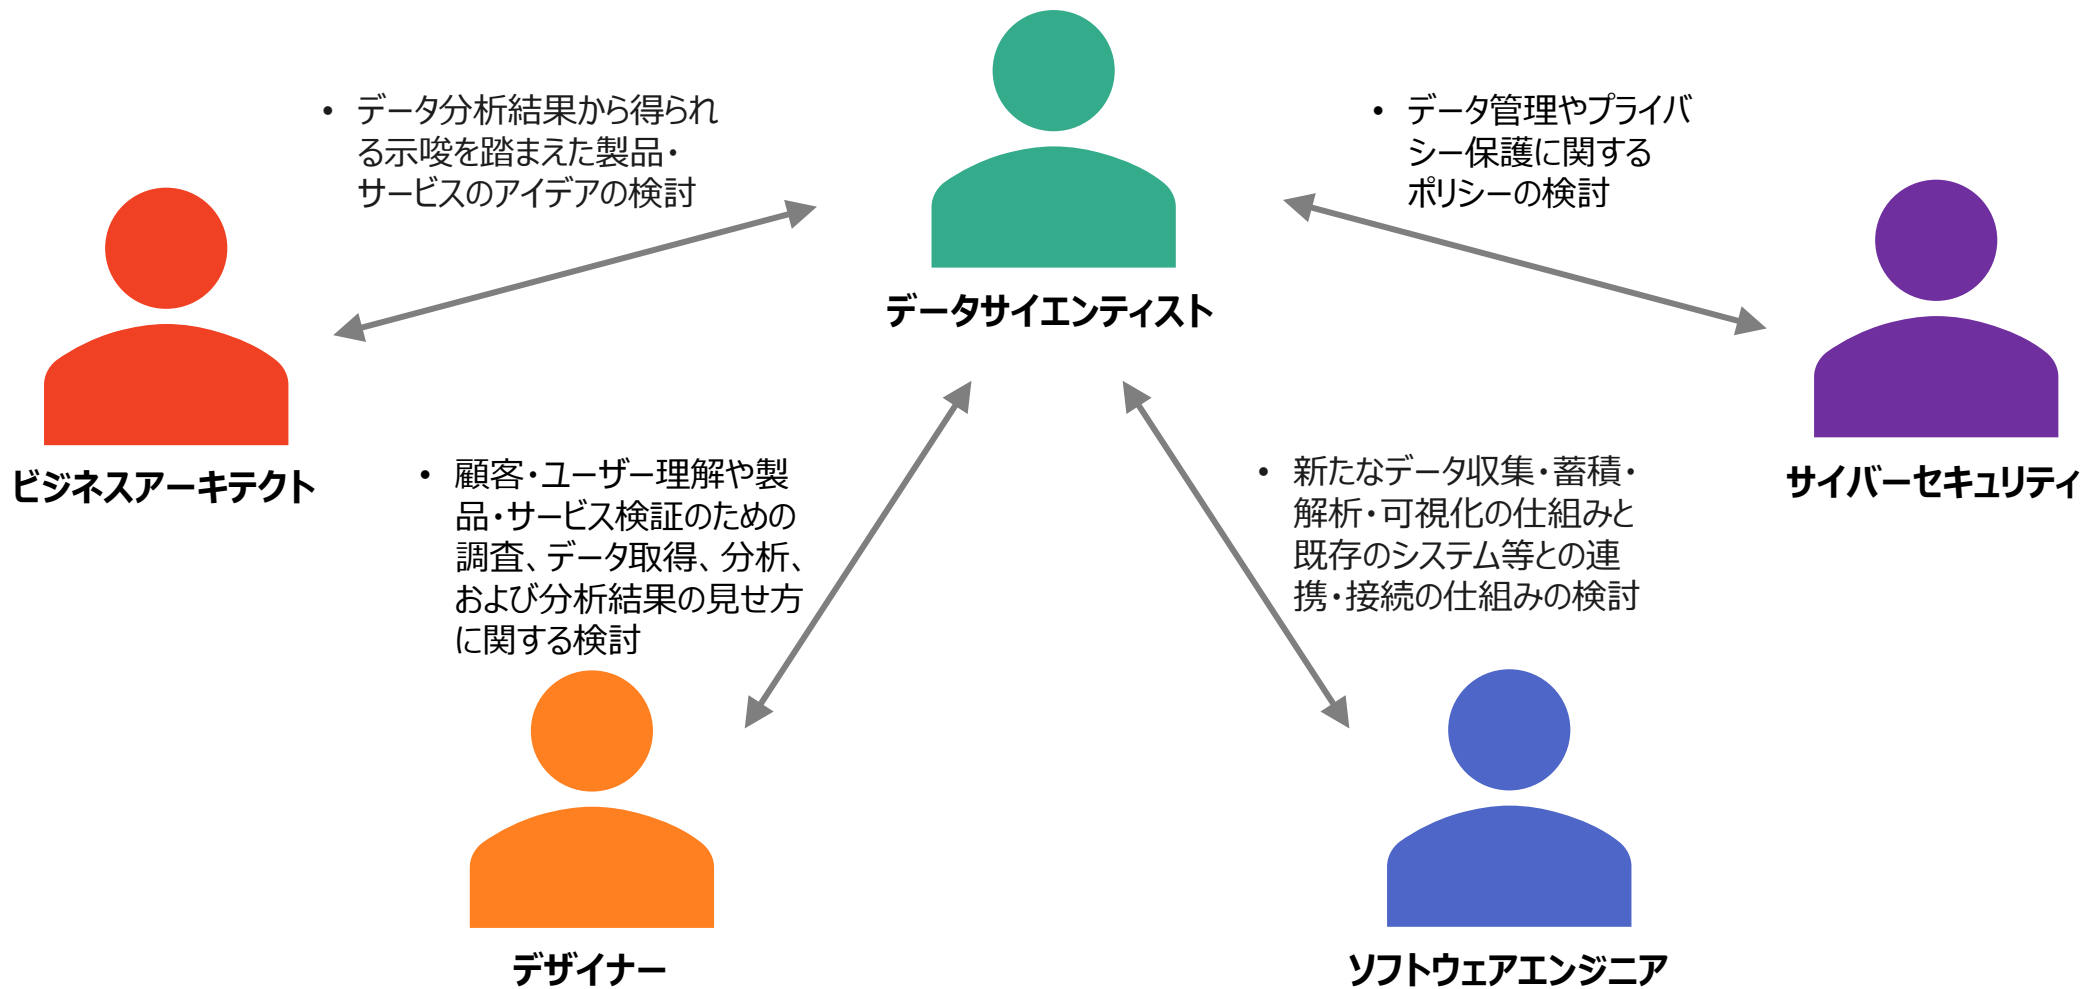 • データ分析結果から得られ
る示唆を踏まえた製品・
サービスのアイデアの検討
• データ管理やプライバ
シー保護に関する
ポリシーの検討
データサイエンティスト
ビジネスアーキテクト
サイバーセキュリティ
• 顧客・ユーザー理解や製
品・サービス検証のための
調査、データ取得、分析、
および分析結果の見せ方
に関する検討
• 新たなデータ収集・蓄積・
解析・可視化の仕組みと
既存のシステム等との連
携・接続の仕組みの検討
デザイナー
ソフトウェアエンジニア